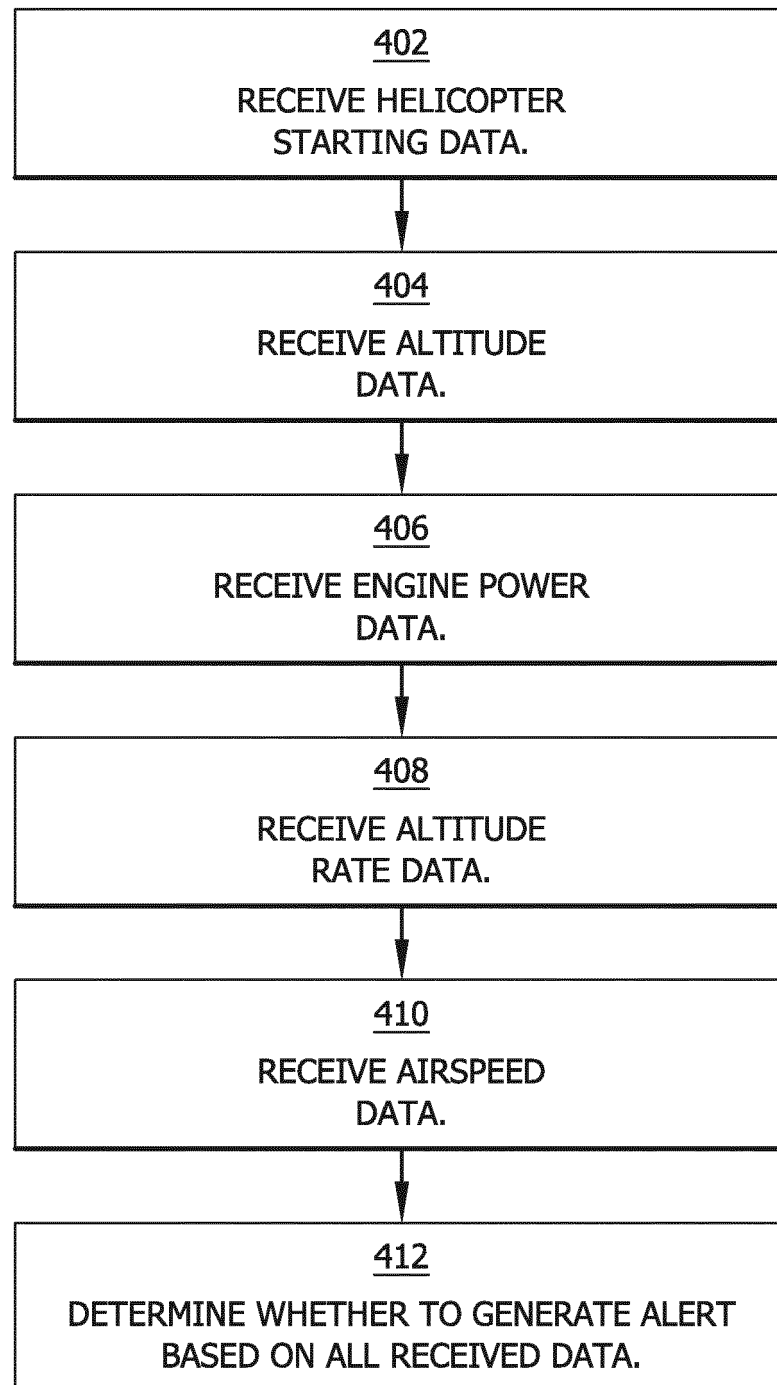 402
RECEIVE HELICOPTER
STARTING DATA.
404
RECEIVE ALTITUDE
DATA.
406
RECEIVE ENGINE POWER
DATA.
408
RECEIVE ALTITUDE
RATE DATA.
410
RECEIVE AIRSPEED
DATA.
412
DETERMINE WHETHER TO GENERATE ALERT
BASED ON ALL RECEIVED DATA.